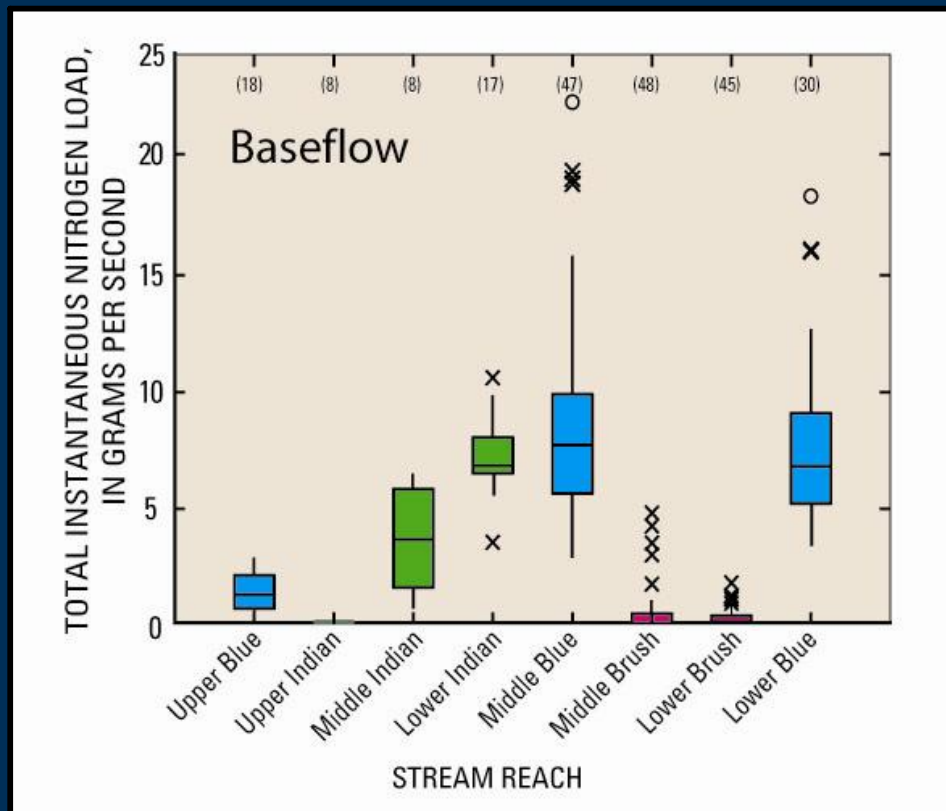 TOTAL INSTANTANEOUS NITROGEN LOAD,
IN GRAMS PER SECOND
25
20
15
10
5
0
(18) (8) (8) (17) (47) (48) (45) (30)
Baseflow
Upper Blue
Upper Indian
Middle Indian
Lower Indian
Middle Blue
Middle Brush
Lower Brush
Lower Blue
STREAM REACH